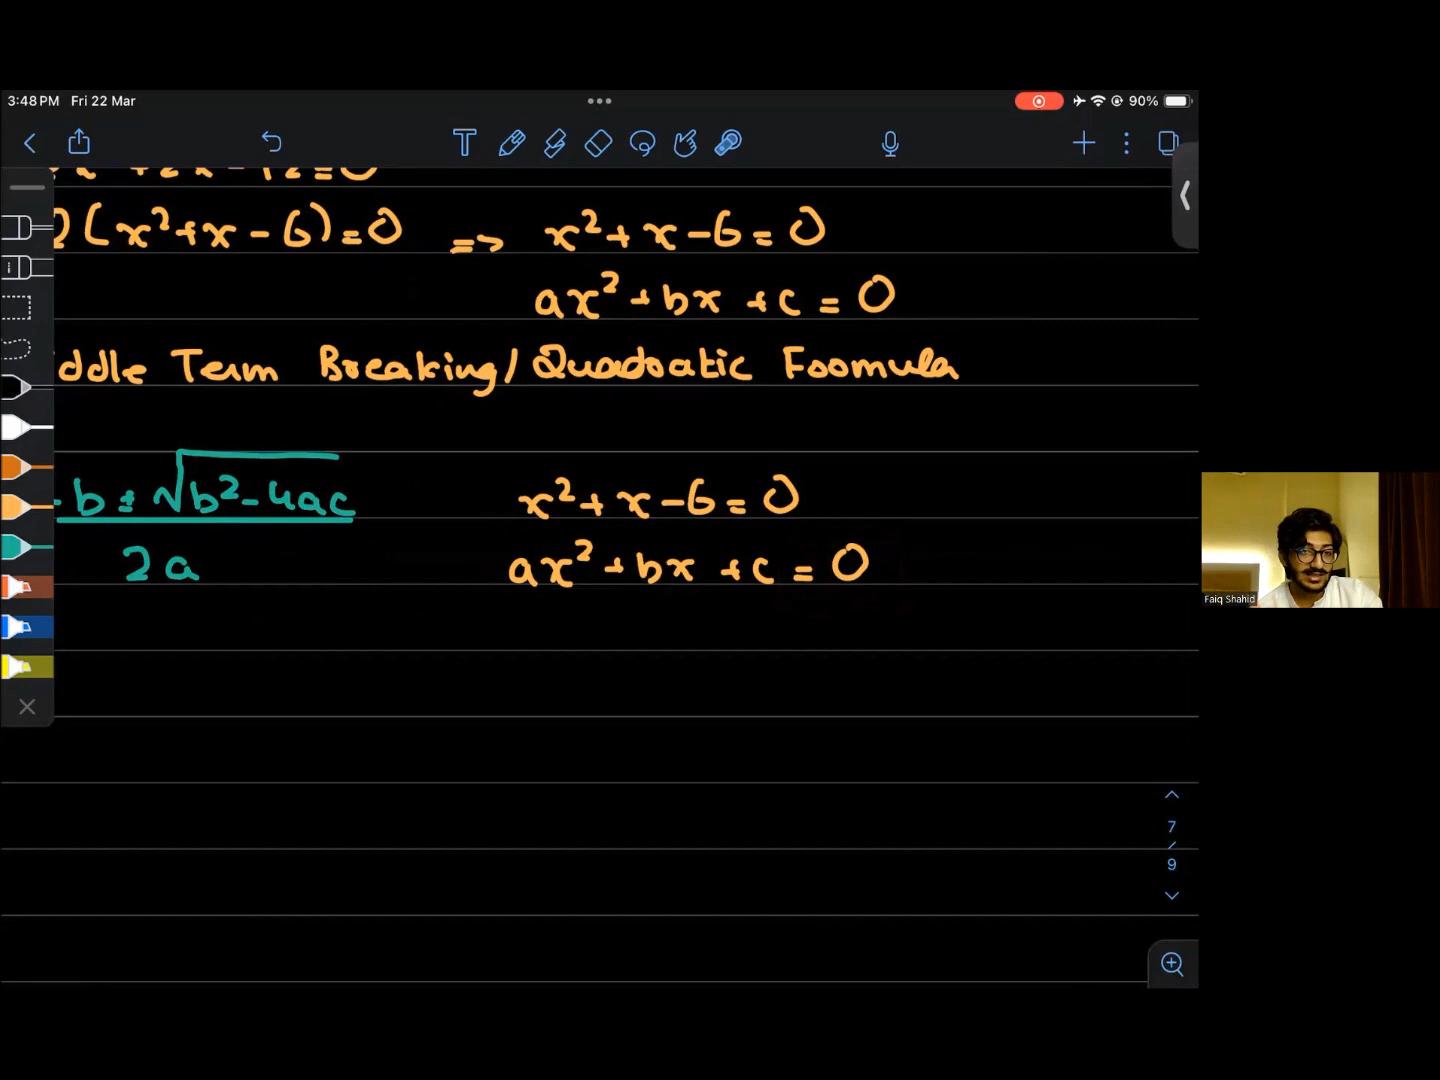 3:48 PM Fri 22 Mar
90%
(x²+x-6)=0 => x²+x-6=0
ax²+bx+c=0
ddle Term Breaking/Quadratic Formula
-b±√b²-4ac
2a
x²+x-6=0
ax²+bx+c=0
Faiq Shahid
7
/
9